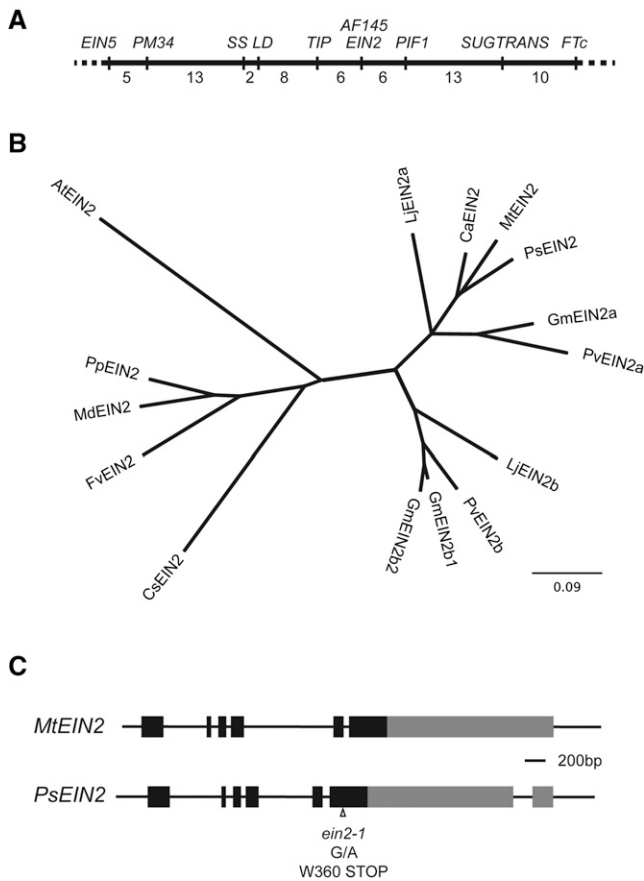 A
AF145
EIN5 PM34 SS LD TIP EIN2 PIF1 SUGTRANS FTc
5 13 2 8 6 6 13 10
B
AtEIN2
LjEIN2a
CaEIN2
MtEIN2
PsEIN2
GmEIN2a
PvEIN2a
PpEIN2
MdEIN2
FvEIN2
CsEIN2
LjEIN2b
PvEIN2b
GmEIN2b1
GmEIN2b2
0.09
C
MtEIN2
200bp
PsEIN2
ein2-1
G/A
W360 STOP